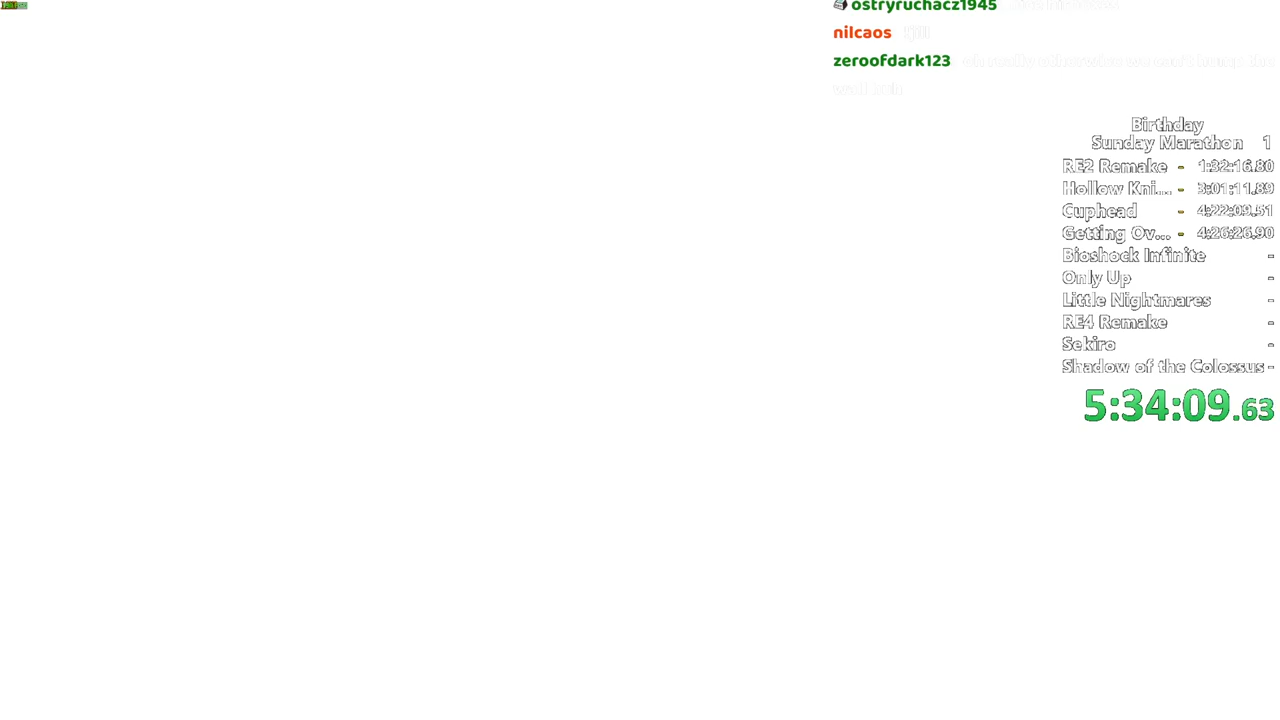 ostryruchacz1945
nilcaos
zeroofdark123
Birthday
Sunday Marathon 1
RE2 Remake - 1:32:16.80
Hollow Kni... - 3:01:11.89
Cuphead - 4:22:09.51
Getting Ov... - 4:26:26.90
Bioshock Infinite -
Only Up -
Little Nightmares -
RE4 Remake -
Sekiro -
Shadow of the Colossus -
5:34:09.63